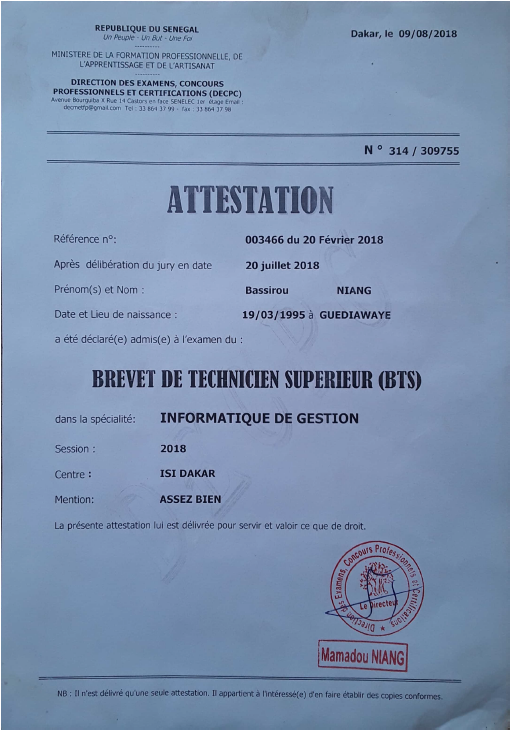 REPUBLIQUE DU SENEGAL
Un Peuple - Un But - Une Foi
----------
MINISTERE DE LA FORMATION PROFESSIONNELLE, DE
L'APPRENTISSAGE ET DE L'ARTISANAT
----------
DIRECTION DES EXAMENS, CONCOURS
PROFESSIONNELS ET CERTIFICATIONS (DECPC)
Avenue Bourguiba X Rue 14 Castors en face SENELEC 1er étage Email :
decmetfp@gmail.com Tel : 33 864 37 99 - fax : 33 864 37 98
Dakar, le 09/08/2018
N ° 314 / 309755
ATTESTATION
Référence n°: 003466 du 20 Février 2018
Après délibération du jury en date 20 juillet 2018
Prénom(s) et Nom : Bassirou NIANG
Date et Lieu de naissance : 19/03/1995 à GUEDIAWAYE
a été déclaré(e) admis(e) à l'examen du :
BREVET DE TECHNICIEN SUPERIEUR (BTS)
dans la spécialité: INFORMATIQUE DE GESTION
Session : 2018
Centre : ISI DAKAR
Mention: ASSEZ BIEN
La présente attestation lui est délivrée pour servir et valoir ce que de droit.
Direction des Examens, Concours Professionnels et Certifications
Le Directeur
Mamadou NIANG
NB : Il n'est délivré qu'une seule attestation. Il appartient à l'intéressé(e) d'en faire établir des copies conformes.